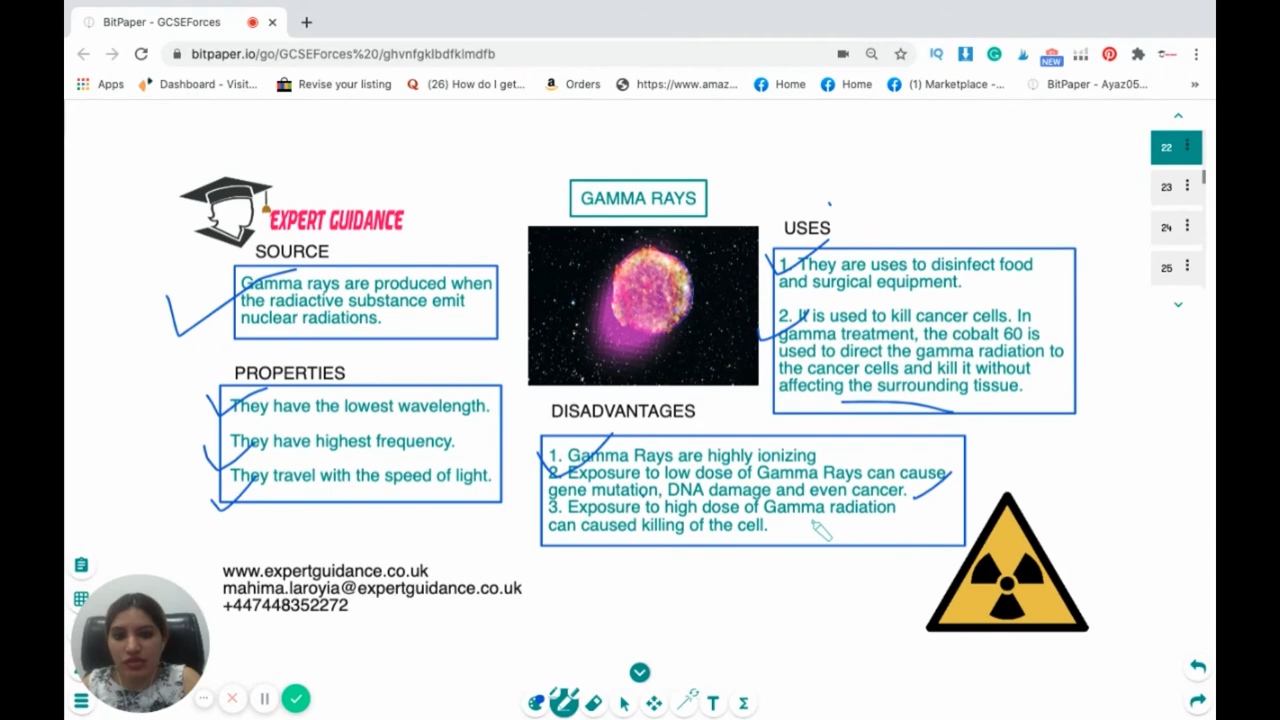 BitPaper - GCSEForces
bitpaper.io/go/GCSEForces%20/ghvnfgklbdfklmdfb
IQ
NEW
Apps
Dashboard - Visit...
Revise your listing
(26) How do I get...
Orders
https://www.amaz...
Home
Home
(1) Marketplace -...
BitPaper - Ayaz05...
»
22
23
24
25
EXPERT GUIDANCE
GAMMA RAYS
SOURCE
Gamma rays are produced when
the radiactive substance emit
nuclear radiations.
PROPERTIES
They have the lowest wavelength.
They have highest frequency.
They travel with the speed of light.
USES
1. They are uses to disinfect food
and surgical equipment.
2. It is used to kill cancer cells. In
gamma treatment, the cobalt 60 is
used to direct the gamma radiation to
the cancer cells and kill it without
affecting the surrounding tissue.
DISADVANTAGES
1. Gamma Rays are highly ionizing
2. Exposure to low dose of Gamma Rays can cause
gene mutation, DNA damage and even cancer.
3. Exposure to high dose of Gamma radiation
can caused killing of the cell.
www.expertguidance.co.uk
mahima.laroyia@expertguidance.co.uk
+447448352272
T
Σ